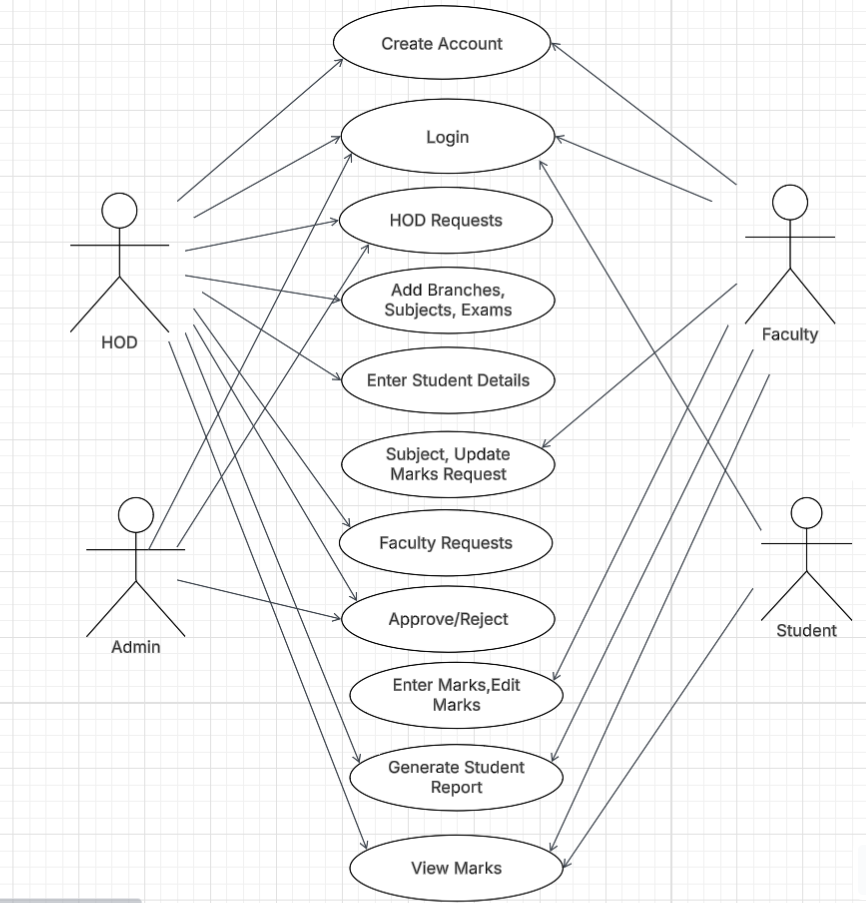 Create Account
Login
HOD Requests
Add Branches,
Subjects, Exams
HOD
Faculty
Enter Student Details
Subject, Update
Marks Request
Faculty Requests
Approve/Reject
Admin
Student
Enter Marks,Edit
Marks
Generate Student
Report
View Marks